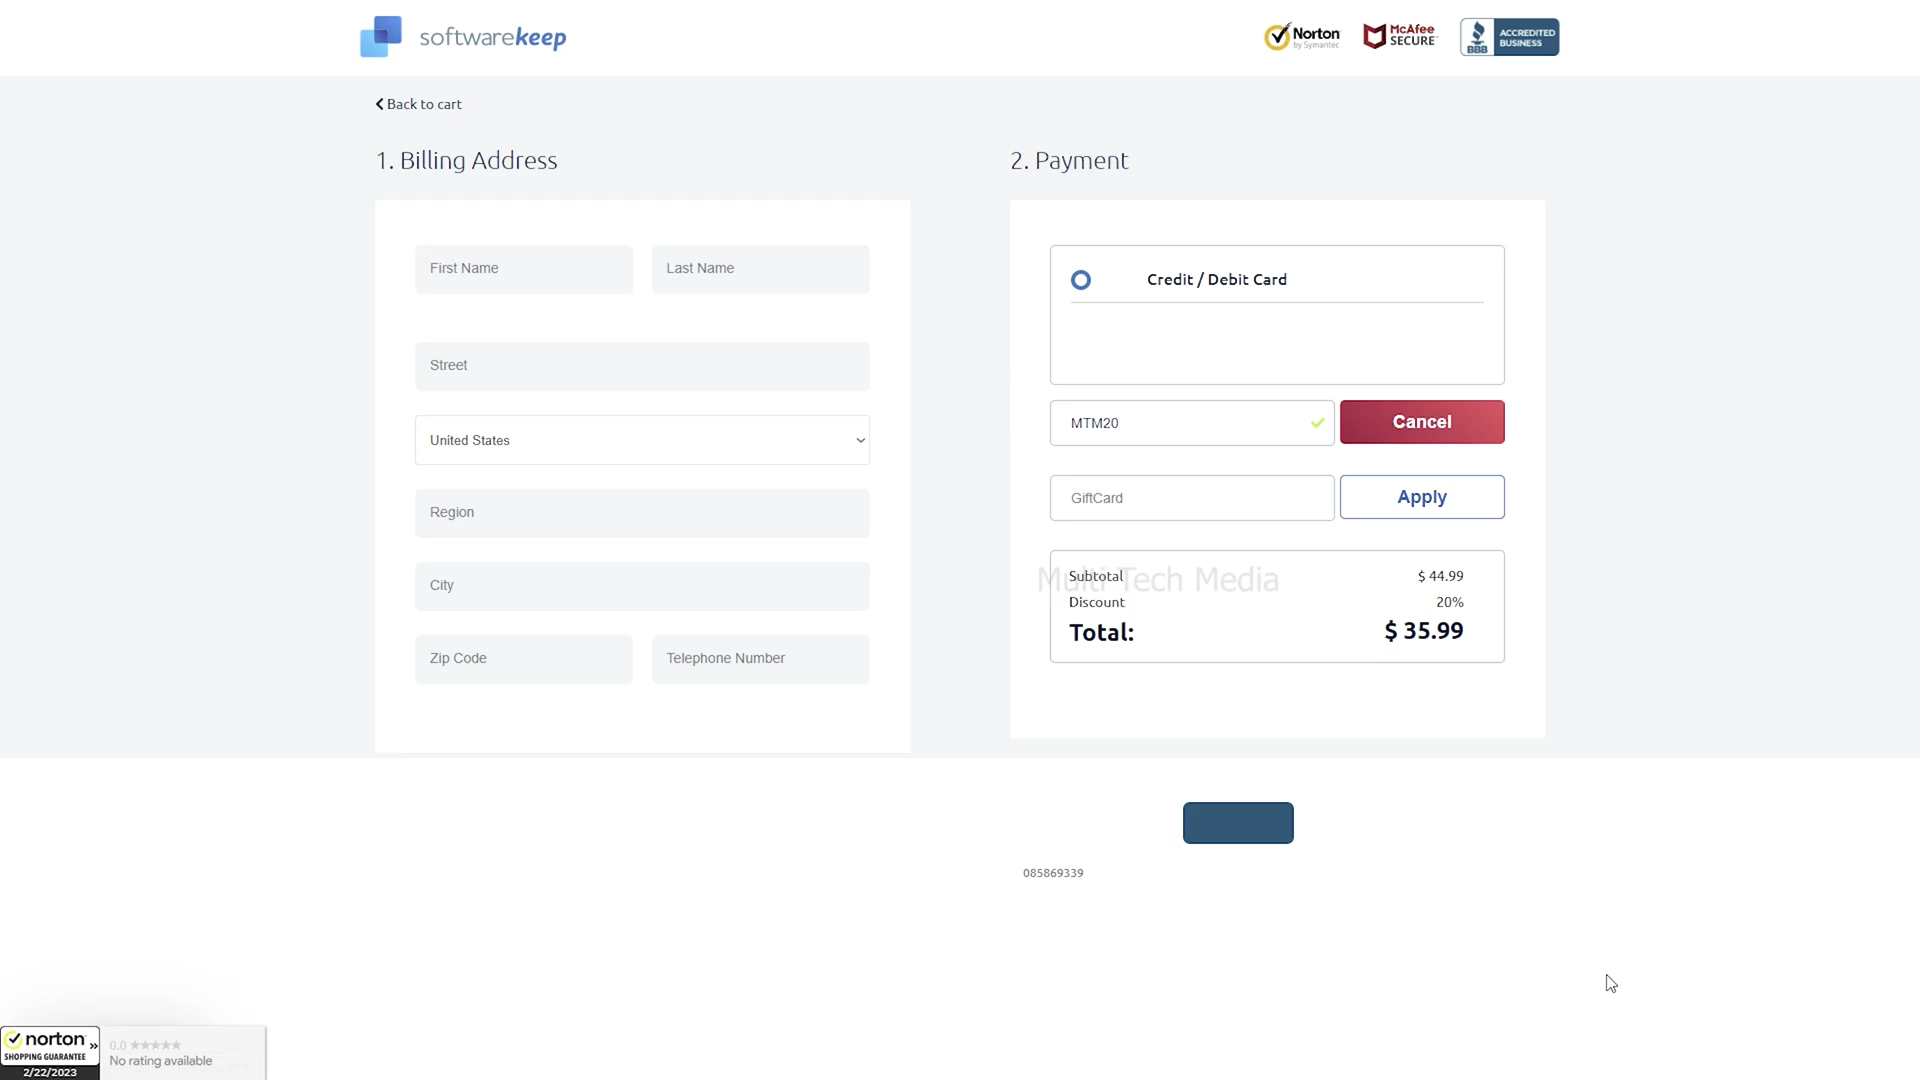 softwarekeep
Norton
by Symantec
McAfee
SECURE
BBB
ACCREDITED
BUSINESS
Back to cart
1. Billing Address
2. Payment
First Name
Last Name
Street
United States
Region
City
Zip Code
Telephone Number
Credit / Debit Card
MTM20
Cancel
GiftCard
Apply
Multi Tech Media
Subtotal
$ 44.99
Discount
20%
Total:
$ 35.99
085869339
norton
SHOPPING GUARANTEE
2/22/2023
0.0
No rating available